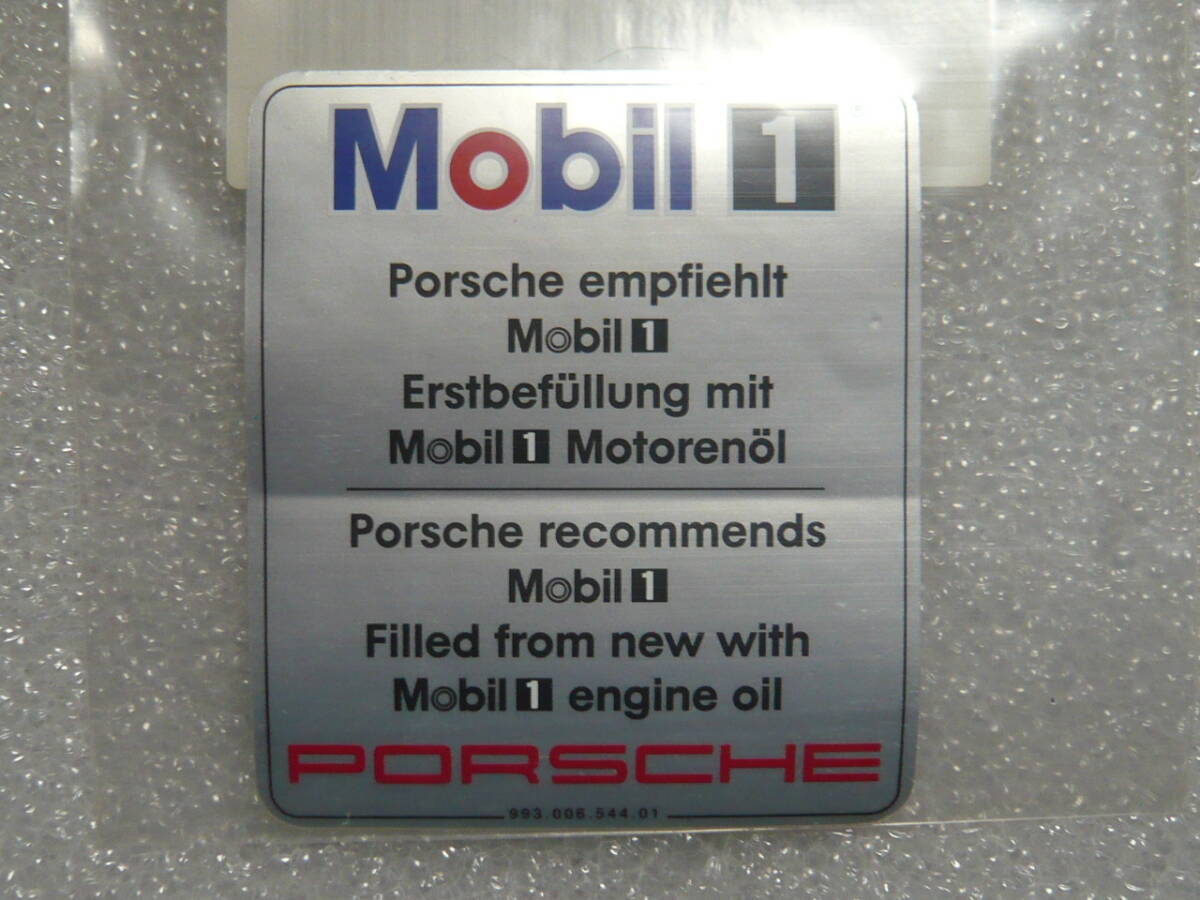 Mobil 1
Porsche empfiehlt
Mobil 1
Erstbefüllung mit
Mobil 1 Motorenöl
Porsche recommends
Mobil 1
Filled from new with
Mobil 1 engine oil
PORSCHE
993.006.544.01